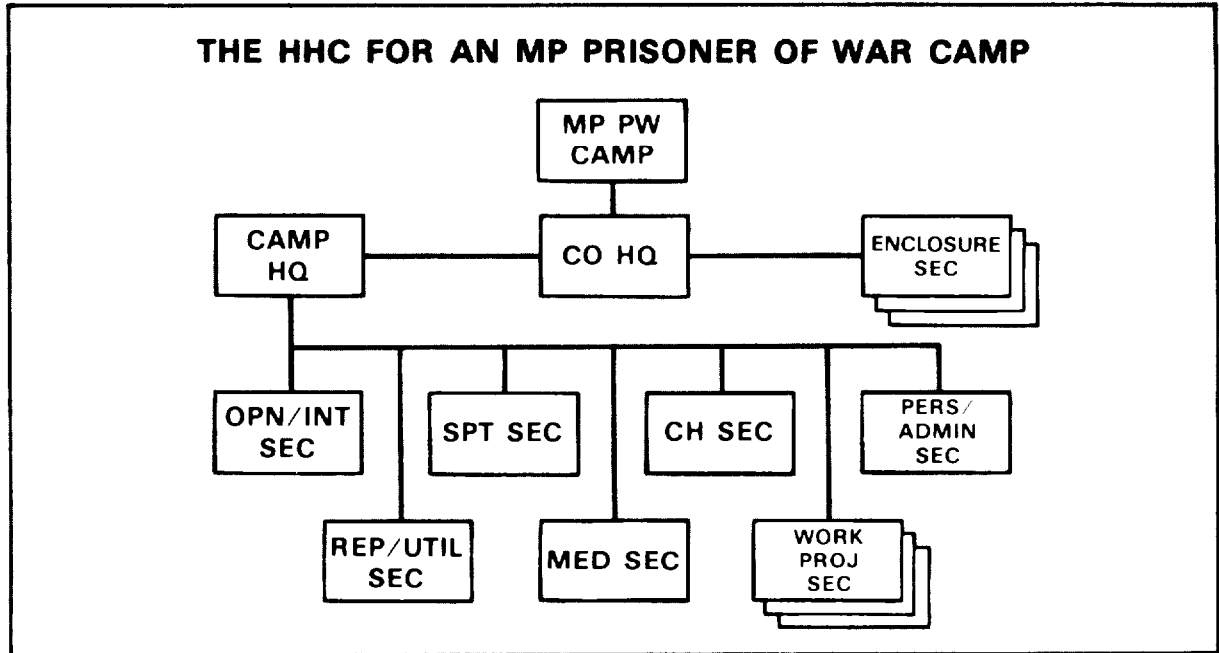 THE HHC FOR AN MP PRISONER OF WAR CAMP
MP PW
CAMP
CAMP
HQ
CO HQ
ENCLOSURE
SEC
OPN/INT
SEC
SPT SEC
CH SEC
PERS/
ADMIN
SEC
REP/UTIL
SEC
MED SEC
WORK
PROJ
SEC